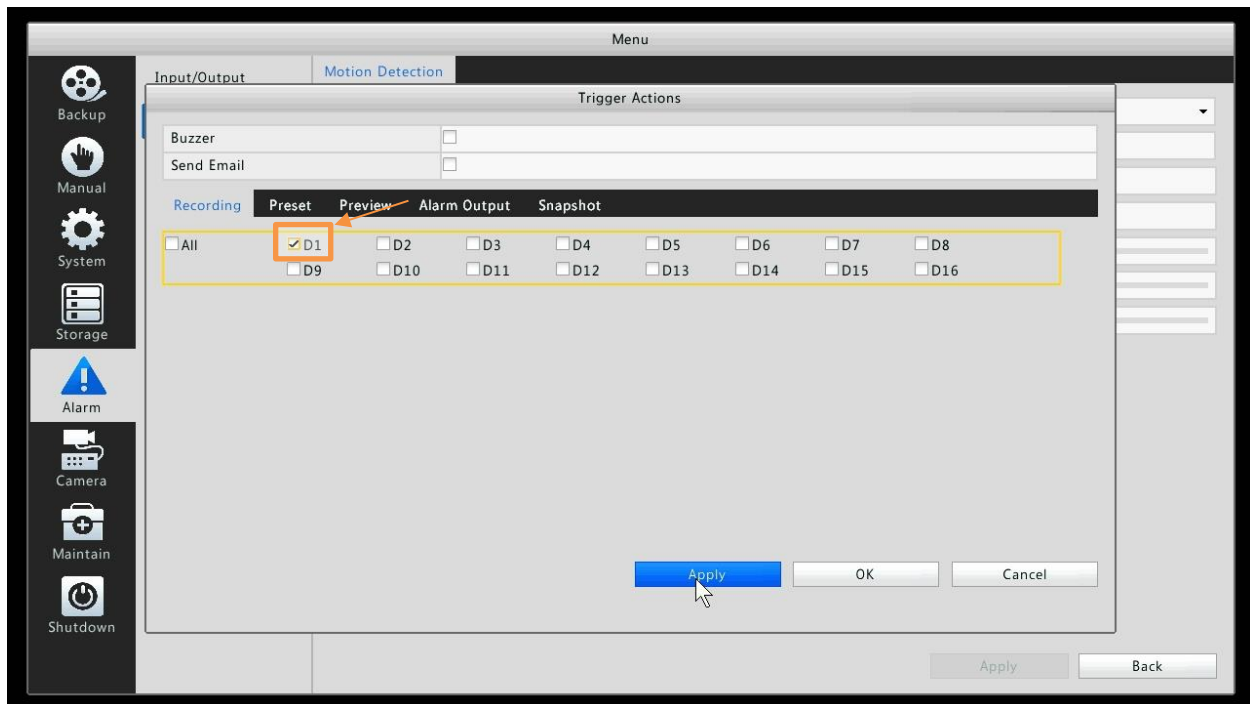 Menu
Backup
Manual
System
Storage
Alarm
Camera
Maintain
Shutdown
Input/Output
Motion Detection
Trigger Actions
Buzzer
Send Email
Recording Preset Preview Alarm Output Snapshot
All D1 D2 D3 D4 D5 D6 D7 D8
D9 D10 D11 D12 D13 D14 D15 D16
Apply OK Cancel
Apply Back